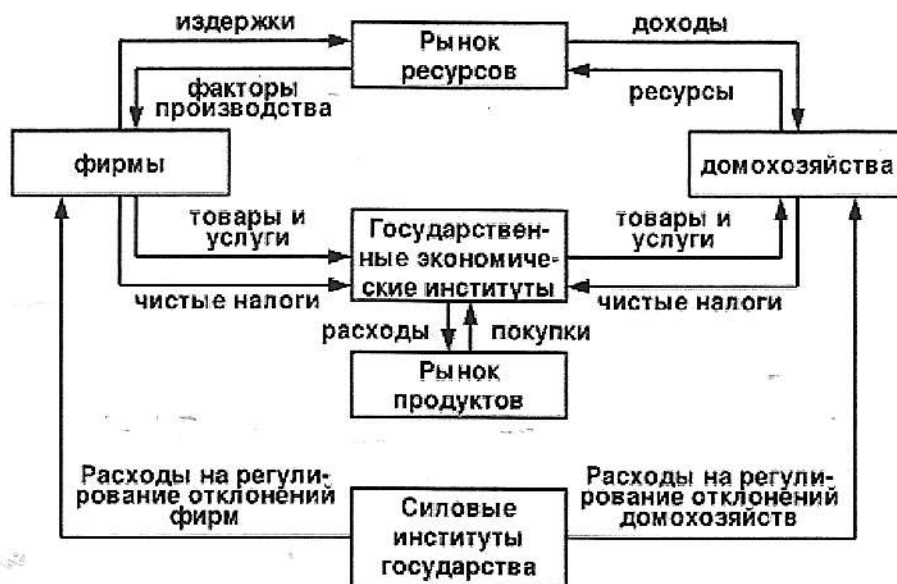 издержки
Рынок
ресурсов
доходы
факторы
производства
ресурсы
фирмы
домохозяйства
товары и
услуги
Государствен-
ные экономиче-
ские институты
товары и
услуги
чистые налоги
чистые налоги
расходы
покупки
Рынок
продуктов
Расходы на регули-
рование отклонений
фирм
Силовые
институты
государства
Расходы на регули-
рование отклонений
домохозяйств